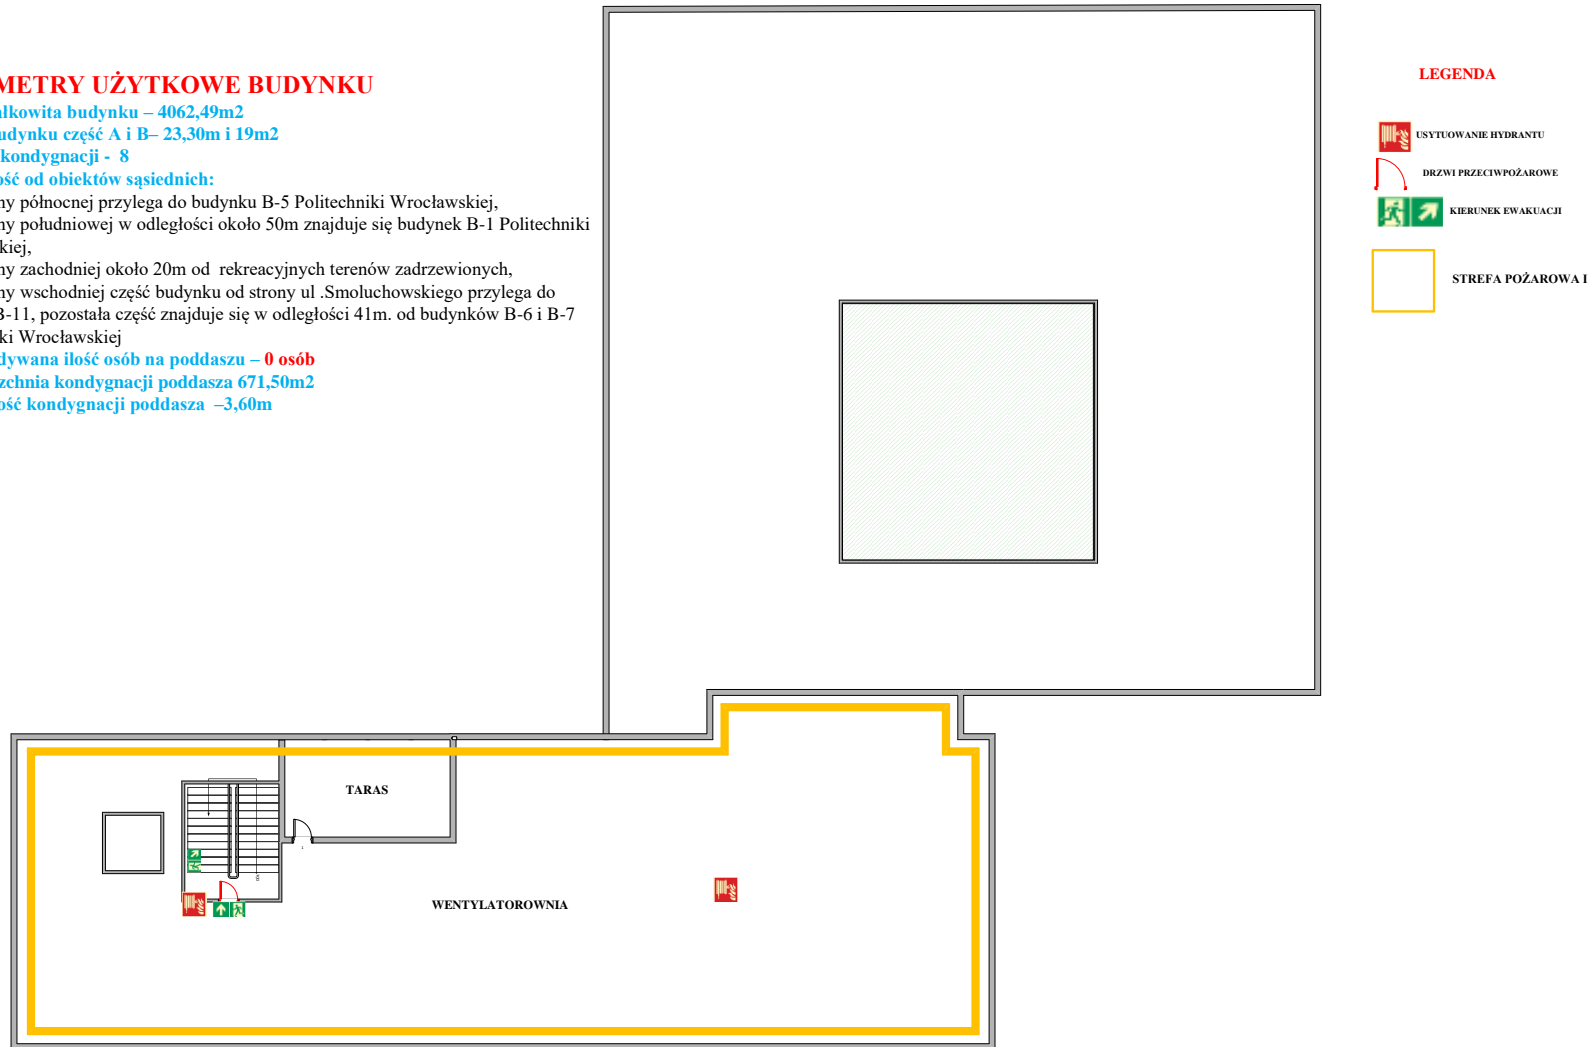 METRY UŻYTKOWE BUDYNKU
ałkowita budynku – 4062,49m2
udynku część A i B– 23,30m i 19m2
kondygnacji - 8
ość od obiektów sąsiednich:
ny północnej przylega do budynku B-5 Politechniki Wrocławskiej,
ny południowej w odległości około 50m znajduje się budynek B-1 Politechniki
kiej,
ny zachodniej około 20m od rekreacyjnych terenów zadrzewionych,
ny wschodniej część budynku od strony ul .Smoluchowskiego przylega do
B-11, pozostała część znajduje się w odległości 41m. od budynków B-6 i B-7
ki Wrocławskiej
dywana ilość osób na poddaszu – 0 osób
zchnia kondygnacji poddasza 671,50m2
ość kondygnacji poddasza –3,60m
LEGENDA
USYTUOWANIE HYDRANTU
DRZWI PRZECIWPOŻAROWE
KIERUNEK EWAKUACJI
STREFA POŻAROWA I
TARAS
WENTYLATOROWNIA